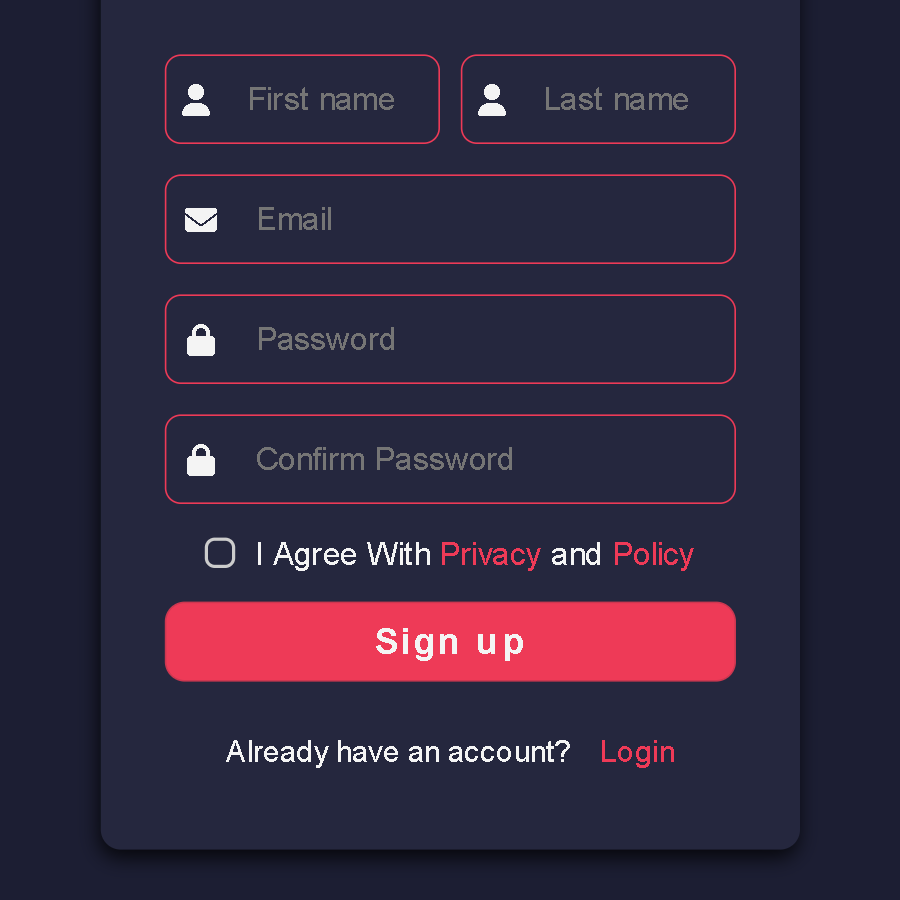 First name Last name
Email
Password
Confirm Password
I Agree With Privacy and Policy
Sign up
Already have an account? Login